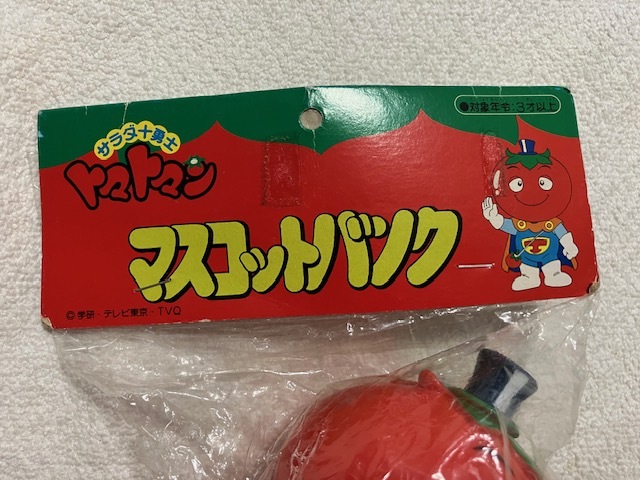 ●対象年令:3才以上
サラダ十勇士
トマトマン
マスコットバンク
©学研・テレビ東京・TVQ